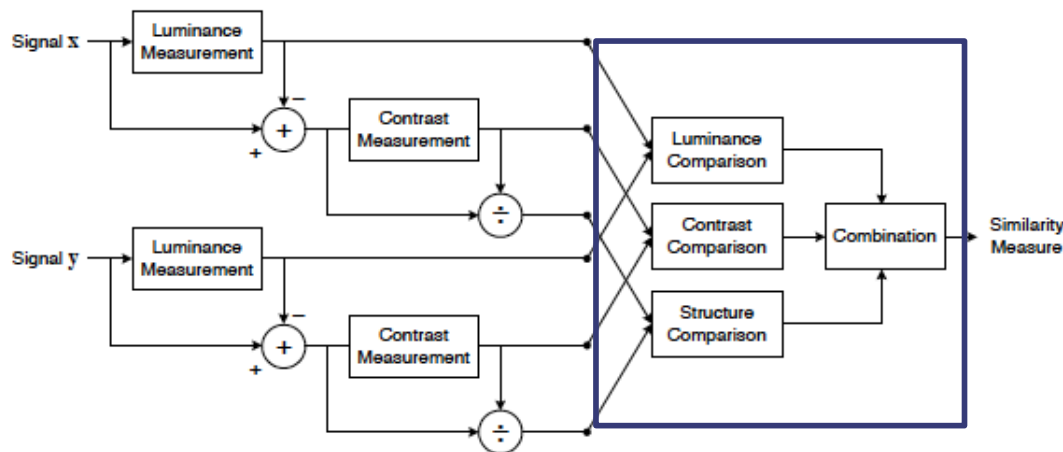 Signal x
Luminance
Measurement
−
+
+
Contrast
Measurement
÷
Signal y
Luminance
Measurement
−
+
+
Contrast
Measurement
÷
Luminance
Comparison
Contrast
Comparison
Structure
Comparison
Combination
Similarity
Measure